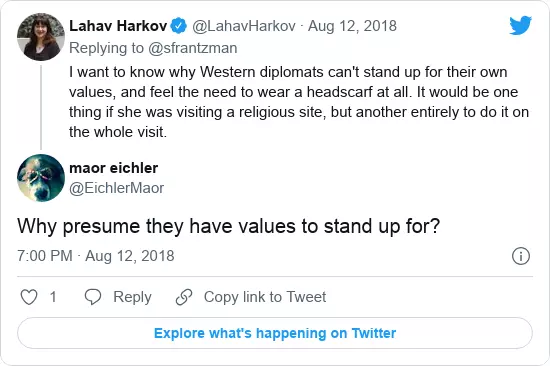 Lahav Harkov @LahavHarkov · Aug 12, 2018
Replying to @sfrantzman
I want to know why Western diplomats can't stand up for their own
values, and feel the need to wear a headscarf at all. It would be one
thing if she was visiting a religious site, but another entirely to do it on
the whole visit.
maor eichler
@EichlerMaor
Why presume they have values to stand up for?
7:00 PM · Aug 12, 2018
1 Reply Copy link to Tweet
Explore what's happening on Twitter